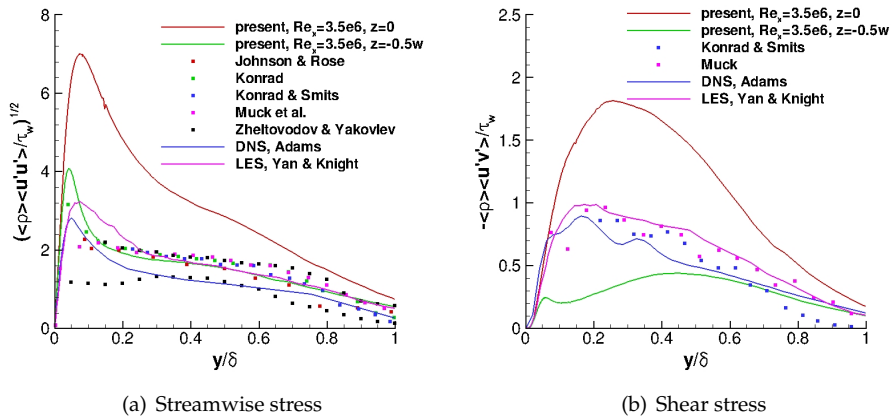 present, Reₓ=3.5e6, z=0
present, Reₓ=3.5e6, z=-0.5w
Johnson & Rose
Konrad
Konrad & Smits
Muck et al.
Zheltovodov & Yakovlev
DNS, Adams
LES, Yan & Knight
(<ρ><u'u'>/τ_w)^1/2
8
6
4
2
0
0 0.2 0.4 0.6 0.8 1
y/δ
(a) Streamwise stress
present, Reₓ=3.5e6, z=0
present, Reₓ=3.5e6, z=-0.5w
Konrad & Smits
Muck
DNS, Adams
LES, Yan & Knight
-<ρ><u'v'>/τ_w
2.5
2
1.5
1
0.5
0
0 0.2 0.4 0.6 0.8 1
y/δ
(b) Shear stress